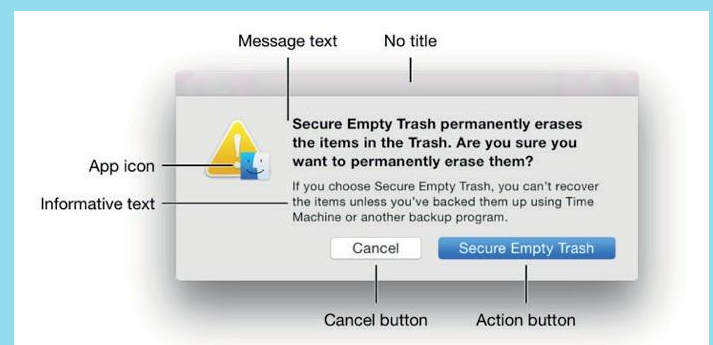 Message text
No title
Secure Empty Trash permanently erases
the items in the Trash. Are you sure you
want to permanently erase them?
App icon
If you choose Secure Empty Trash, you can't recover
Informative text
the items unless you've backed them up using Time
Machine or another backup program.
Cancel
Secure Empty Trash
Cancel button
Action button